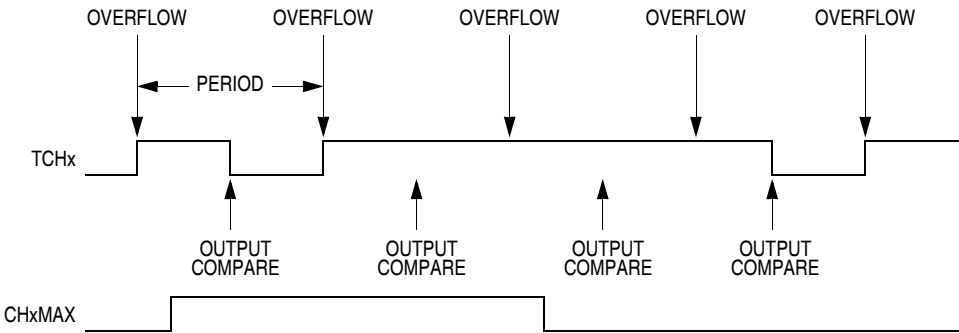 OVERFLOW OVERFLOW OVERFLOW OVERFLOW OVERFLOW
PERIOD
TCHx
OUTPUT COMPARE
OUTPUT COMPARE
OUTPUT COMPARE
OUTPUT COMPARE
CHxMAX